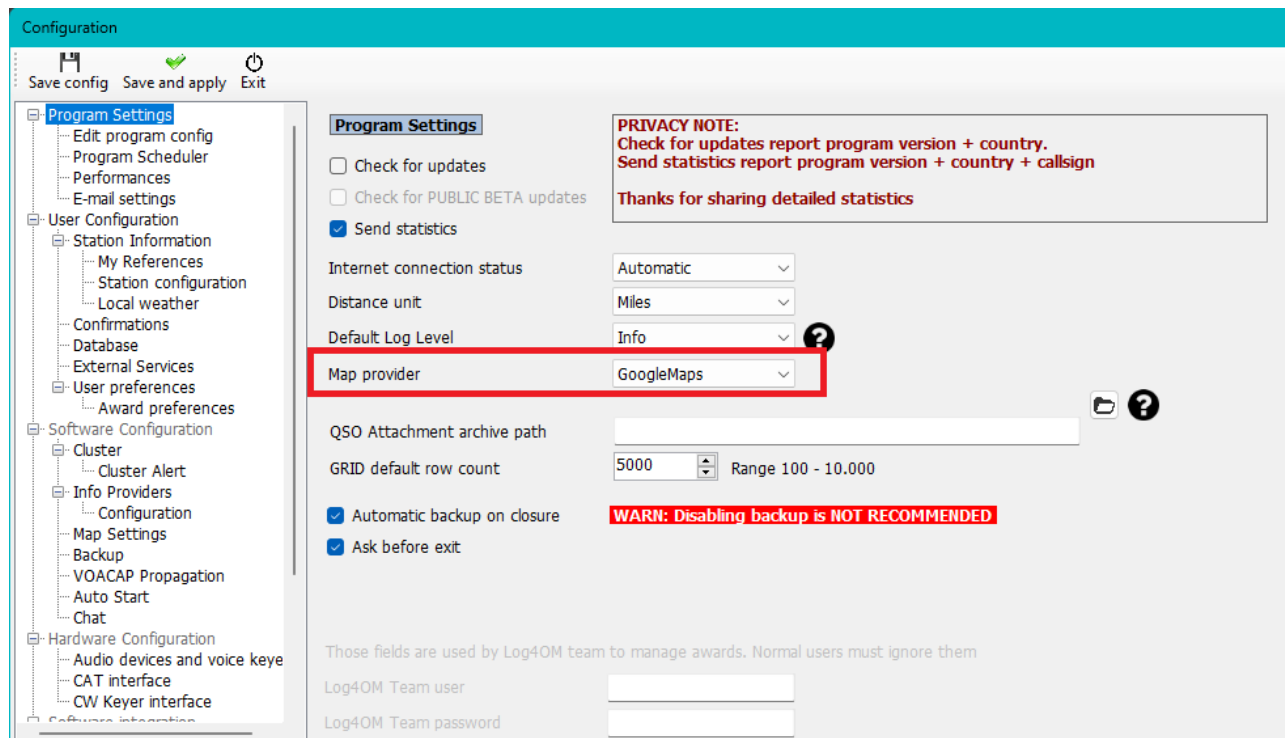 Configuration
Save config Save and apply Exit
Program Settings
Edit program config
Program Scheduler
Performances
E-mail settings
User Configuration
Station Information
My References
Station configuration
Local weather
Confirmations
Database
External Services
User preferences
Award preferences
Software Configuration
Cluster
Cluster Alert
Info Providers
Configuration
Map Settings
Backup
VOACAP Propagation
Auto Start
Chat
Hardware Configuration
Audio devices and voice keye
CAT interface
CW Keyer interface
Software integration
Program Settings
Check for updates
Check for PUBLIC BETA updates
Send statistics
PRIVACY NOTE:
Check for updates report program version + country.
Send statistics report program version + country + callsign
Thanks for sharing detailed statistics
Internet connection status Automatic
Distance unit Miles
Default Log Level Info ?
Map provider GoogleMaps
?
QSO Attachment archive path
GRID default row count 5000 Range 100 - 10.000
Automatic backup on closure WARN: Disabling backup is NOT RECOMMENDED
Ask before exit
Those fields are used by Log4OM team to manage awards. Normal users must ignore them
Log4OM Team user
Log4OM Team password